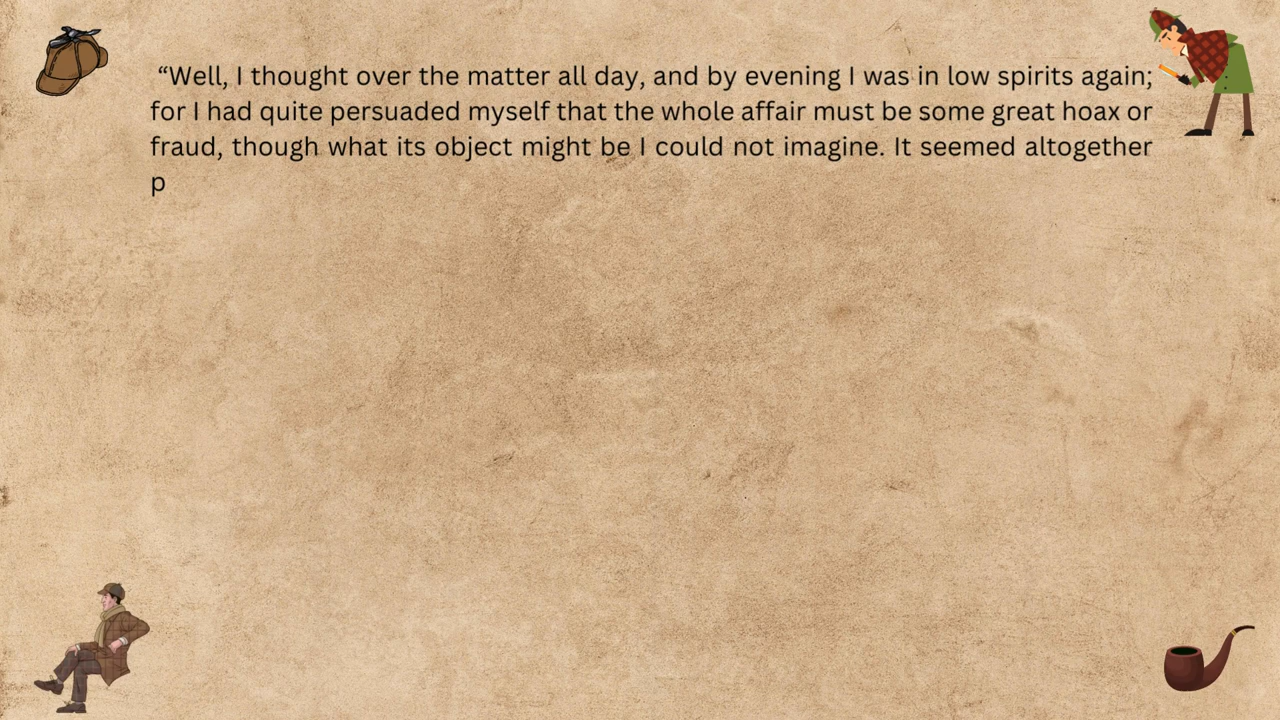 “Well, I thought over the matter all day, and by evening I was in low spirits again;
for I had quite persuaded myself that the whole affair must be some great hoax or
fraud, though what its object might be I could not imagine. It seemed altogether
p